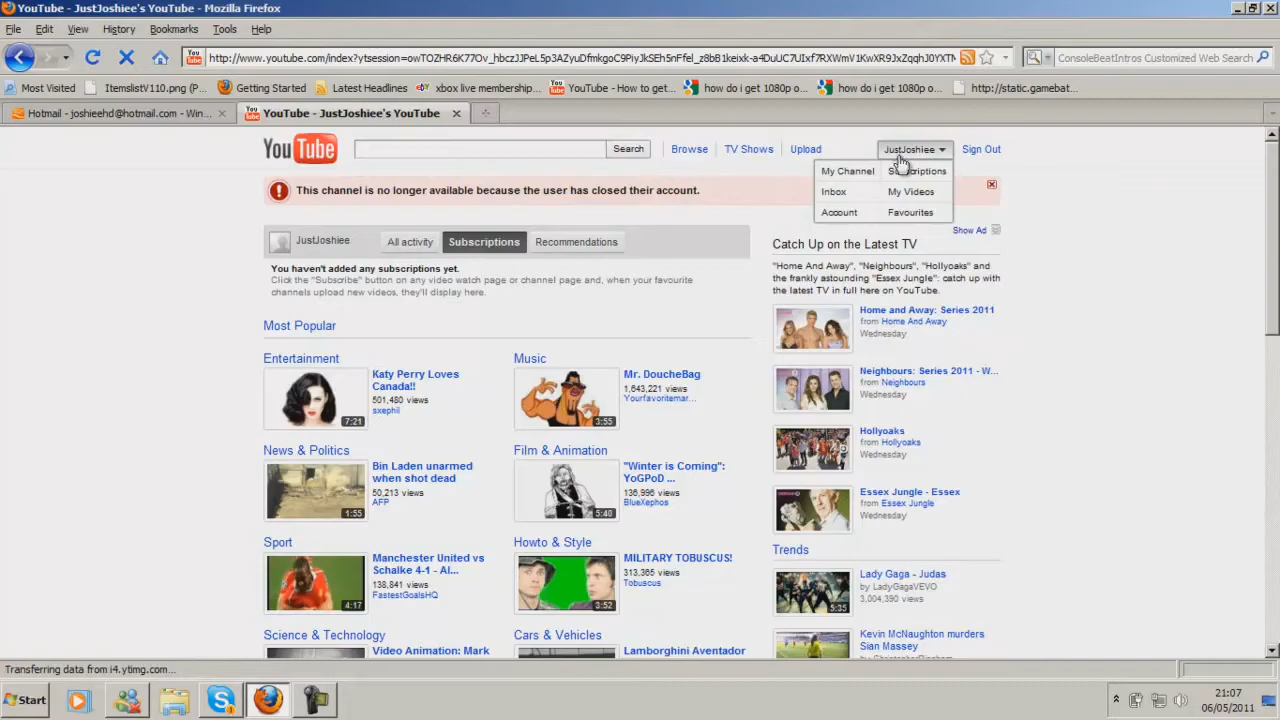 YouTube - JustJoshiee's YouTube - Mozilla Firefox
File Edit View History Bookmarks Tools Help
ConsoleBeatIntros Customized Web Search
Most Visited ItemslistV110.png (P... Getting Started Latest Headlines xbox live membership... YouTube - How to get... how do i get 1080p o... how do i get 1080p o... http://static.gamebat...
Hotmail - joshieehd@hotmail.com - Win... YouTube - JustJoshiee's YouTube
YouTube Search Browse TV Shows Upload JustJoshiee Sign Out
My Channel Subscriptions
Inbox My Videos
Account Favourites
This channel is no longer available because the user has closed their account.
Show Ad
JustJoshiee All activity Subscriptions Recommendations
You haven't added any subscriptions yet.
Click the "Subscribe" button on any video watch page or channel page and, when your favourite
channels upload new videos, they'll display here.
Most Popular
Entertainment
Katy Perry Loves
Canada!!
501,480 views
sxephil
7:21
Music
Mr. DoucheBag
1,643,221 views
Yourfavoritemar...
3:55
News & Politics
Bin Laden unarmed
when shot dead
50,213 views
AFP
1:55
Film & Animation
"Winter is Coming":
YoGPoD ...
136,996 views
BlueXephos
5:40
Sport
Manchester United vs
Schalke 4-1 - Al...
138,841 views
FastestGoalsHQ
4:17
Howto & Style
MILITARY TOBUSCUS!
313,365 views
Tobuscus
3:52
Science & Technology
Video Animation: Mark
Cars & Vehicles
Lamborghini Aventador
Catch Up on the Latest TV
"Home And Away", "Neighbours", "Hollyoaks" and
the frankly astounding "Essex Jungle": catch up with
the latest TV in full here on YouTube.
Home and Away: Series 2011
from Home And Away
Wednesday
Neighbours: Series 2011 - W...
from Neighbours
Wednesday
Hollyoaks
from Hollyoaks
Wednesday
Essex Jungle - Essex
from Essex Jungle
Wednesday
Trends
Lady Gaga - Judas
by LadyGagaVEVO
3,004,390 views
5:35
Kevin McNaughton murders
Sian Massey
Transferring data from i4.ytimg.com...
Start
21:07
06/05/2011